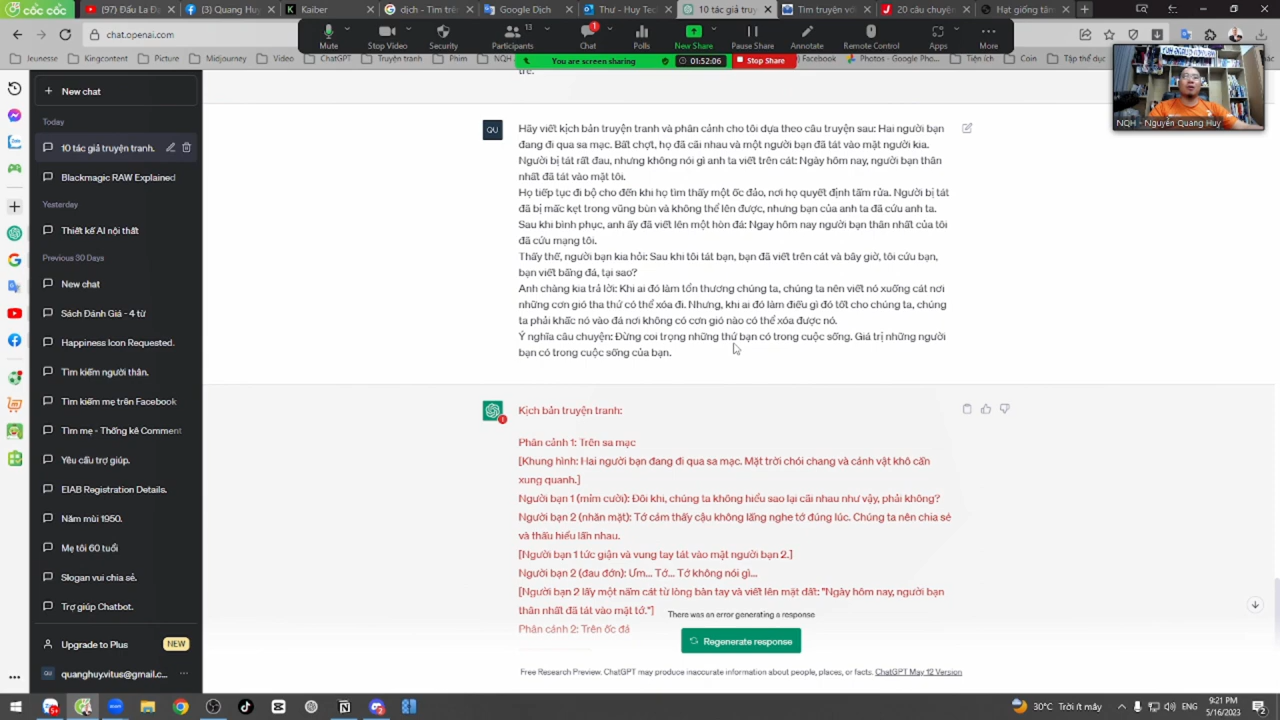 979 Dấu Lạ
03 Quang Hu
Kaiber
Google Dịch
Thư - Huy Tec
10 tác giả truy
20 câu chuyện
Hạt giống tâm
chat.openai.com
Mute
Stop Video
Security
Participants
13
Chat
1
Polls
New Share
Pause Share
Annotate
Remote Control
Apps
More
Jeunesse
Content
Dự án
Midjourney
Video
ChatGPT
Truyện tranh
Phim
NQH
You are screen sharing
01:52:06
Stop Share
Facebook
Photos - Google Pho...
Tiện ích
Coin
Tập thể dục
NQH - Nguyễn Quang Huy
New chat
Today
10 tác giả truyện tranh.
Blackmagic RAW Explained
Yesterday
Thiết kế AI nội thất
Previous 30 Days
New chat
Sách bánh Canada từ
Happiness Icon Requested.
Tìm kiếm người thân.
Tìm kiếm mẹ trên Facebook
Tìm mẹ - Thống kê Comment
Yêu cầu trợ giúp.
EIAB Registration Details.
Năm mùi 1950.
Mẹ tôi 60 tuổi
Slogan vui chia sẻ.
Trợ giúp chatbot
Upgrade to Plus
NEW
QU
gmail....
tre.
QU
Hãy viết kịch bản truyện tranh và phân cảnh cho tôi dựa theo câu truyện sau: Hai người bạn
đang đi qua sa mạc. Bất chợt, họ đã cãi nhau và một người bạn đã tát vào mặt người kia.
Người bị tát rất đau, nhưng không nói gì anh ta viết trên cát: Ngày hôm nay, người bạn thân
nhất đã tát vào mặt tôi.
Họ tiếp tục đi bộ cho đến khi họ tìm thấy một ốc đảo, nơi họ quyết định tắm rửa. Người bị tát
đã bị mắc kẹt trong vũng bùn và không thể lên được, nhưng bạn của anh ta đã cứu anh ta.
Sau khi bình phục, anh ấy đã viết lên một hòn đá: Ngay hôm nay người bạn thân nhất của tôi
đã cứu mạng tôi.
Thấy thế, người bạn kia hỏi: Sau khi tôi tát bạn, bạn đã viết trên cát và bây giờ, tôi cứu bạn,
bạn viết bằng đá, tại sao?
Anh chàng kia trả lời: Khi ai đó làm tổn thương chúng ta, chúng ta nên viết nó xuống cát nơi
những cơn gió tha thứ có thể xóa đi. Nhưng, khi ai đó làm điều gì đó tốt cho chúng ta, chúng
ta phải khắc nó vào đá nơi không có cơn gió nào có thể xóa được nó.
Ý nghĩa câu chuyện: Đừng coi trọng những thứ bạn có trong cuộc sống. Giá trị những người
bạn có trong cuộc sống của bạn.
Kịch bản truyện tranh:
Phân cảnh 1: Trên sa mạc
[Khung hình: Hai người bạn đang đi qua sa mạc. Mặt trời chói chang và cảnh vật khô cằn
xung quanh.]
Người bạn 1 (mỉm cười): Đôi khi, chúng ta không hiểu sao lại cãi nhau như vậy, phải không?
Người bạn 2 (nhăn mặt): Tớ cảm thấy cậu không lắng nghe tớ đúng lúc. Chúng ta nên chia sẻ
và thấu hiểu lẫn nhau.
[Người bạn 1 tức giận và vung tay tát vào mặt người bạn 2.]
Người bạn 2 (đau đớn): Ưm... Tớ... Tớ không nói gì...
[Người bạn 2 lấy một nắm cát từ lòng bàn tay và viết lên mặt đất: "Ngày hôm nay, người bạn
thân nhất đã tát vào mặt tớ."]
There was an error generating a response
Phân cảnh 2: Trên ốc đả
Regenerate response
Free Research Preview. ChatGPT may produce inaccurate information about people, places, or facts. ChatGPT May 12 Version
30°C Trời ít mây
9:21 PM
5/16/2023